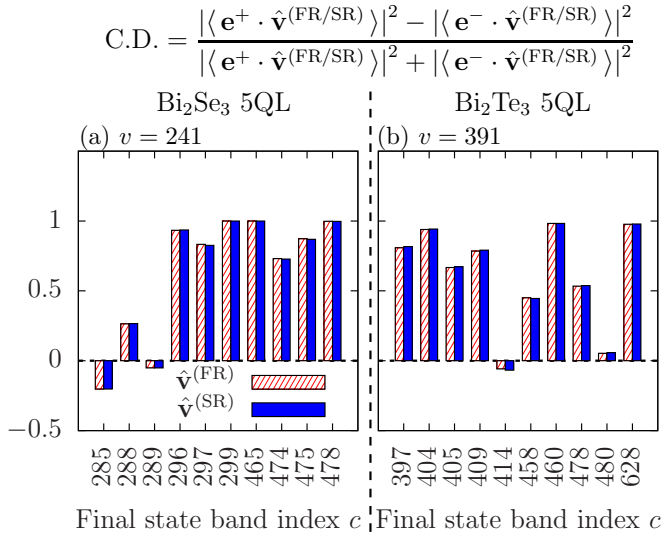 C.D. = |⟨ e⁺ · v̂^(FR/SR) ⟩|² − |⟨ e⁻ · v̂^(FR/SR) ⟩|² / |⟨ e⁺ · v̂^(FR/SR) ⟩|² + |⟨ e⁻ · v̂^(FR/SR) ⟩|²
Bi₂Se₃ 5QL
(a) v = 241
1
0.5
0
−0.5
v̂^(FR)
v̂^(SR)
285 288 289 296 297 299 465 474 475 478
Final state band index c
Bi₂Te₃ 5QL
(b) v = 391
397 404 405 409 414 458 460 478 480 628
Final state band index c